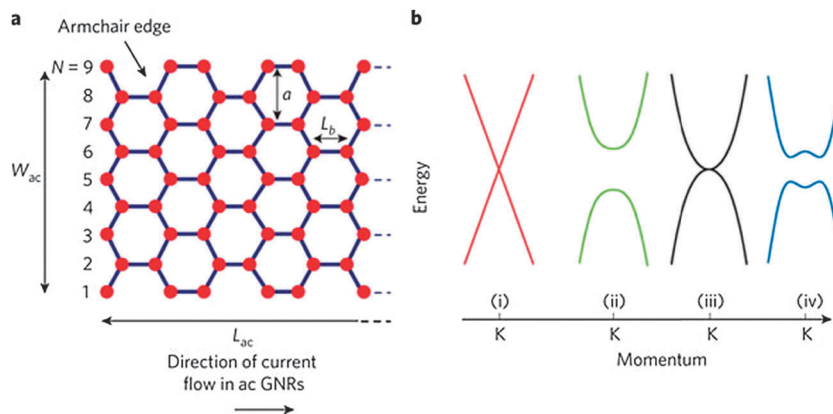 a
Armchair edge
N = 9
8
7
6
5
4
3
2
1
W_ac
a
L_b
L_ac
Direction of current
flow in ac GNRs
b
Energy
(i)
(ii)
(iii)
(iv)
K
K
K
K
Momentum